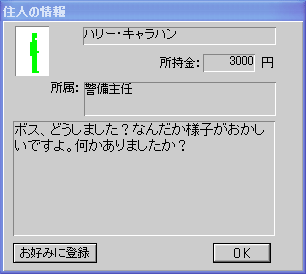 住人の情報
ハリー・キャラハン
所持金: 3000 円
所属: 警備主任
ボス、どうしました？なんだか様子がおかし
いですよ。何かありましたか？
お好みに登録 OK